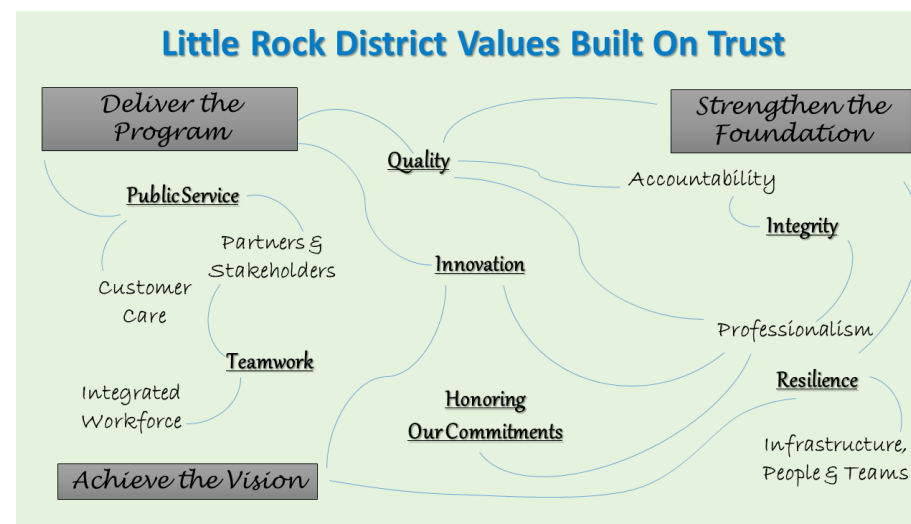 Little Rock District Values Built On Trust
Deliver the
Program
Strengthen the
Foundation
Quality
Accountability
Public Service
Integrity
Partners &
Stakeholders
Innovation
Customer
Care
Professionalism
Teamwork
Resilience
Integrated
Workforce
Honoring
Our Commitments
Infrastructure,
People & Teams
Achieve the Vision